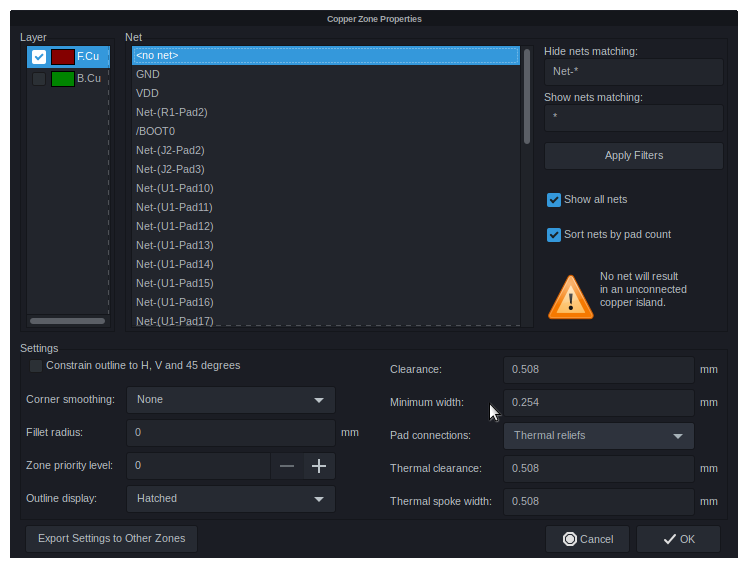 Copper Zone Properties
Layer
F.Cu
B.Cu
Net
<no net>
GND
VDD
Net-(R1-Pad2)
/BOOT0
Net-(J2-Pad2)
Net-(J2-Pad3)
Net-(U1-Pad10)
Net-(U1-Pad11)
Net-(U1-Pad12)
Net-(U1-Pad13)
Net-(U1-Pad14)
Net-(U1-Pad15)
Net-(U1-Pad16)
Net-(U1-Pad17)
Hide nets matching:
Net-*
Show nets matching:
*
Apply Filters
Show all nets
Sort nets by pad count
No net will result
in an unconnected
copper island.
Settings
Constrain outline to H, V and 45 degrees
Corner smoothing: None
Fillet radius: 0 mm
Zone priority level: 0
Outline display: Hatched
Clearance: 0.508 mm
Minimum width: 0.254 mm
Pad connections: Thermal reliefs
Thermal clearance: 0.508 mm
Thermal spoke width: 0.508 mm
Export Settings to Other Zones
Cancel
OK